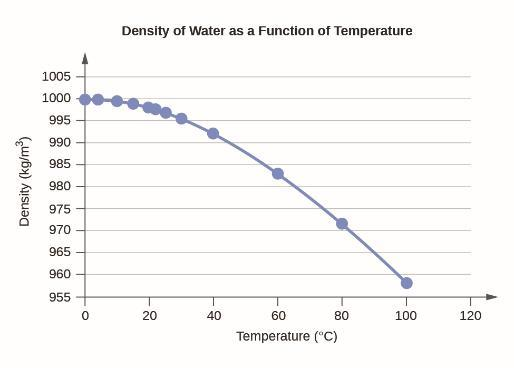 Density of Water as a Function of Temperature
Density (kg/m³)
1005
1000
995
990
985
980
975
970
965
960
955
0 20 40 60 80 100 120
Temperature (°C)